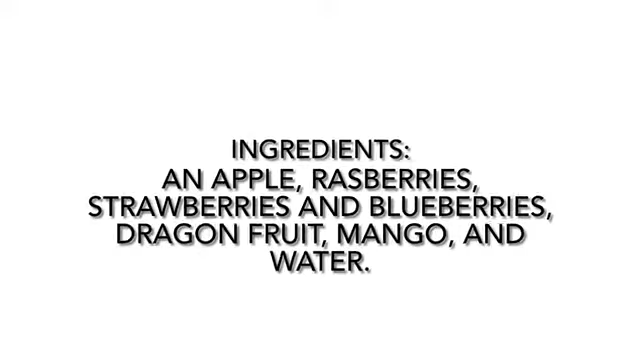 INGREDIENTS:
AN APPLE, RASBERRIES,
STRAWBERRIES AND BLUEBERRIES,
DRAGON FRUIT, MANGO, AND
WATER.